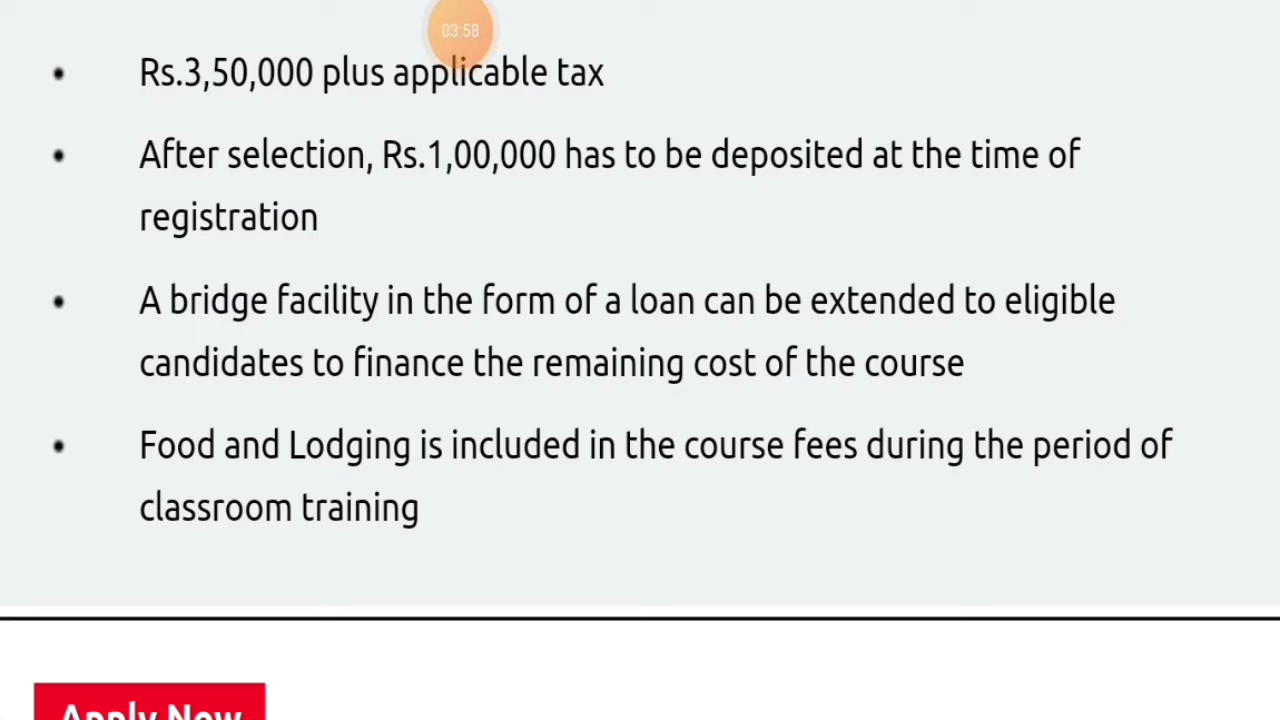 03:58
Rs.3,50,000 plus applicable tax
After selection, Rs.1,00,000 has to be deposited at the time of
registration
A bridge facility in the form of a loan can be extended to eligible
candidates to finance the remaining cost of the course
Food and Lodging is included in the course fees during the period of
classroom training
Apply Now